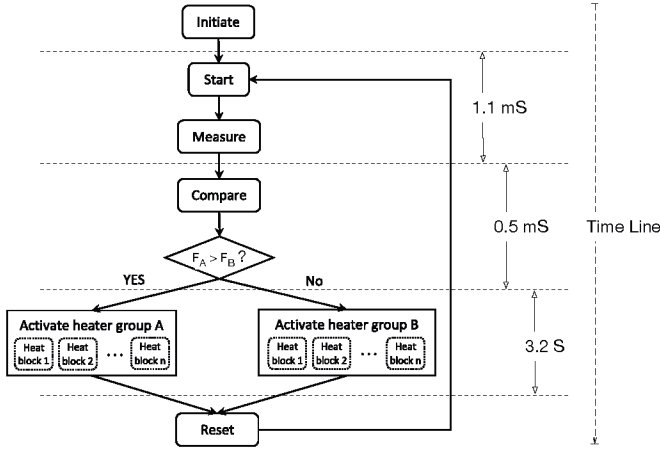 Initiate
Start
1.1 mS
Measure
Compare
0.5 mS
Time Line
F_A > F_B ?
YES
No
Activate heater group A
Heat block 1
Heat block 2
...
Heat block n
Activate heater group B
Heat block 1
Heat block 2
...
Heat block n
3.2 S
Reset